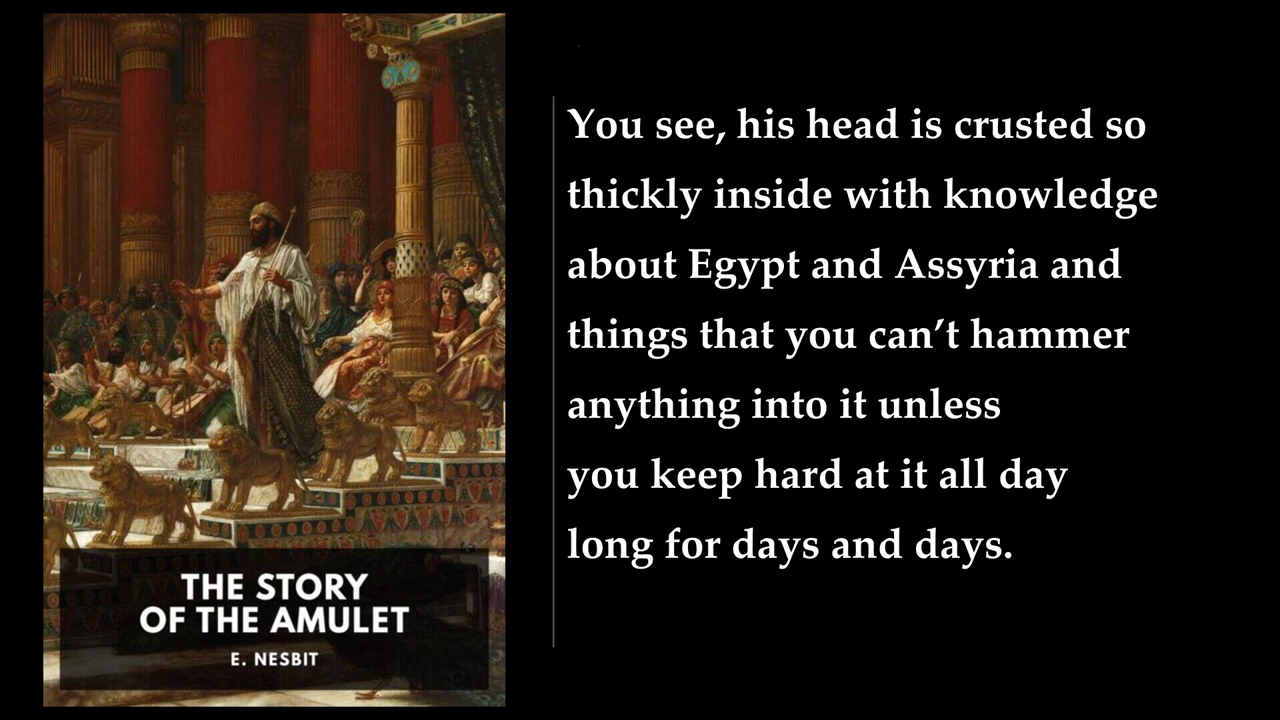 You see, his head is crusted so
thickly inside with knowledge
about Egypt and Assyria and
things that you can’t hammer
anything into it unless
you keep hard at it all day
long for days and days.
THE STORY
OF THE AMULET
E. NESBIT